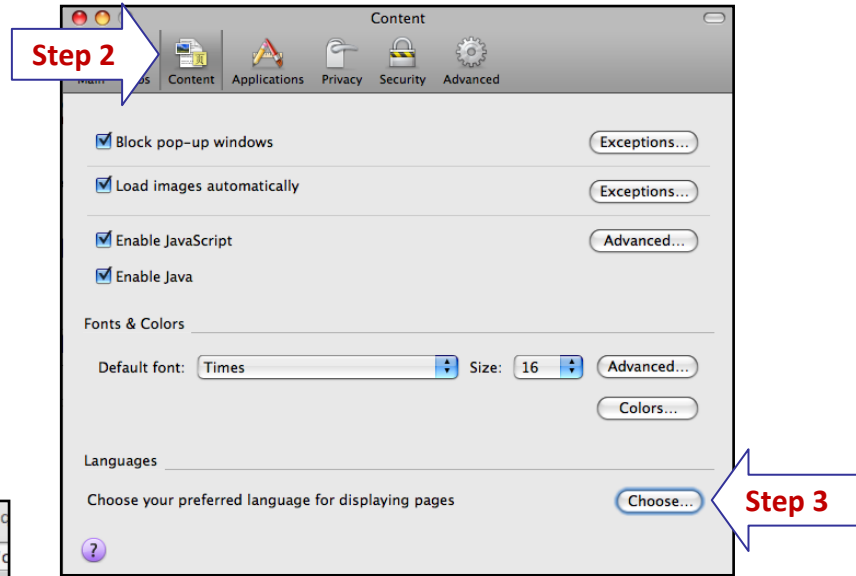 Content
Step 2
Content Applications Privacy Security Advanced
Block pop-up windows Exceptions...
Load images automatically Exceptions...
Enable JavaScript Advanced...
Enable Java
Fonts & Colors
Default font: Times Size: 16 Advanced...
Colors...
Languages
Choose your preferred language for displaying pages Choose... Step 3
?